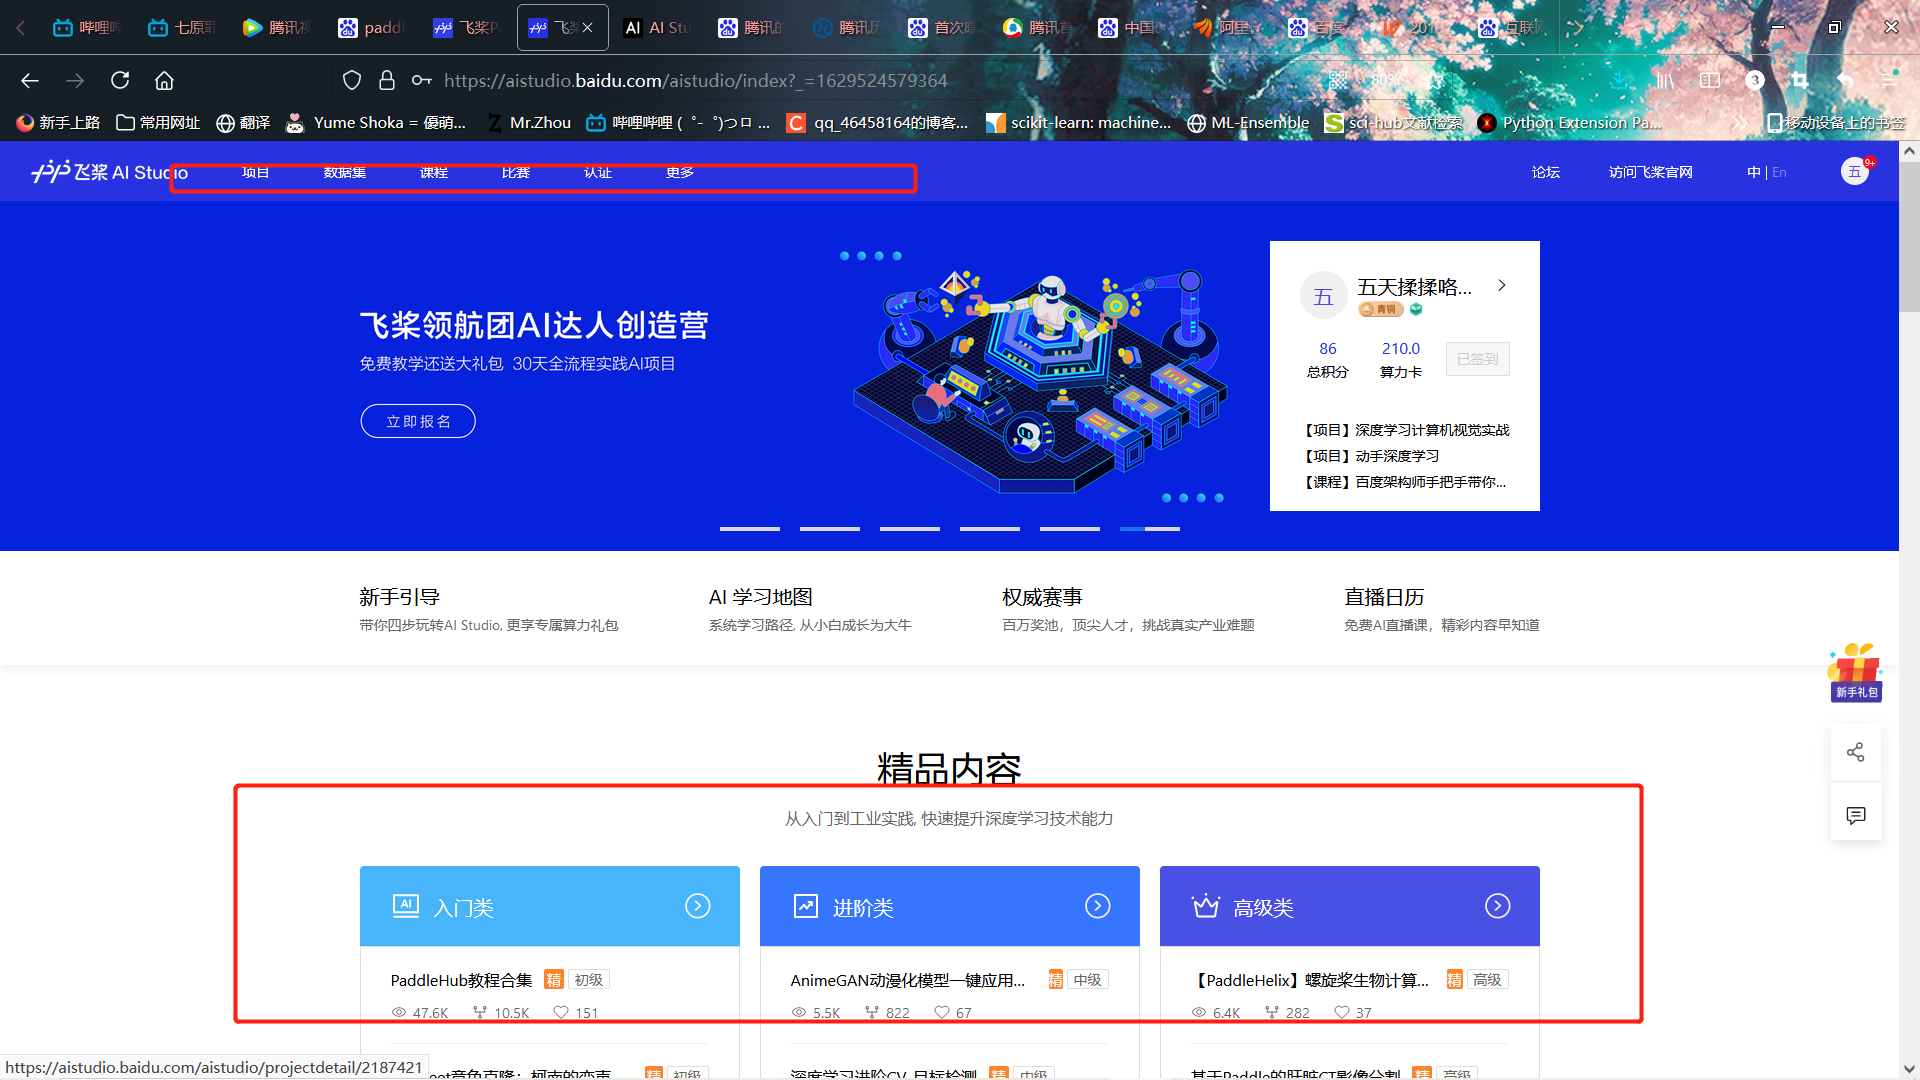 哔哩哔
七原罪
腾讯视
paddl
飞桨P
飞桨
AI Stu
腾讯的
腾讯历
首次曝
腾讯首
中国
阿里
百度
201
互联网
https://aistudio.baidu.com/aistudio/index?_=1629524579364
80%
3
新手上路
常用网址
翻译
Yume Shoka = 優萌...
Mr.Zhou
哔哩哔哩 ( ゜- ゜)つロ ...
qq_46458164的博客...
scikit-learn: machine...
ML-Ensemble
sci-hub文献检索
Python Extension Pa...
移动设备上的书签
飞桨 AI Studio
项目
数据集
课程
比赛
认证
更多
论坛
访问飞桨官网
中 | En
五
9+
飞桨领航团AI达人创造营
免费教学还送大礼包 30天全流程实践AI项目
立即报名
五
五天揉揉咯...
青铜
86
210.0
总积分
算力卡
已签到
【项目】深度学习计算机视觉实战
【项目】动手深度学习
【课程】百度架构师手把手带你...
新手引导
带你四步玩转AI Studio, 更享专属算力礼包
AI 学习地图
系统学习路径, 从小白成长为大牛
权威赛事
百万奖池，顶尖人才，挑战真实产业难题
直播日历
免费AI直播课，精彩内容早知道
新手礼包
精品内容
从入门到工业实践, 快速提升深度学习技术能力
AI 入门类
进阶类
高级类
PaddleHub教程合集 精 初级
47.6K 10.5K 151
AnimeGAN动漫化模型一键应用... 精 中级
5.5K 822 67
【PaddleHelix】螺旋桨生物计算... 精 高级
6.4K 282 37
声色克隆：柯南的变声 精 初级
深度学习进阶CV-目标检测 精 中级
基于Paddle的肝脏CT影像分割 精 高级
https://aistudio.baidu.com/aistudio/projectdetail/2187421